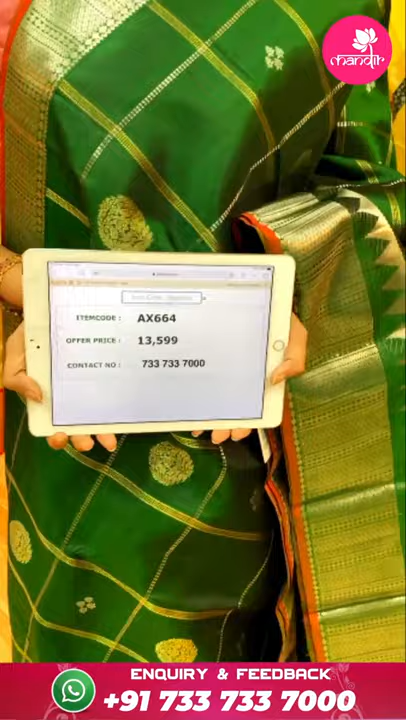 mandir
ITEMCODE : AX664
OFFER PRICE : 13,599
CONTACT NO : 733 733 7000
ENQUIRY & FEEDBACK
+91 733 733 7000